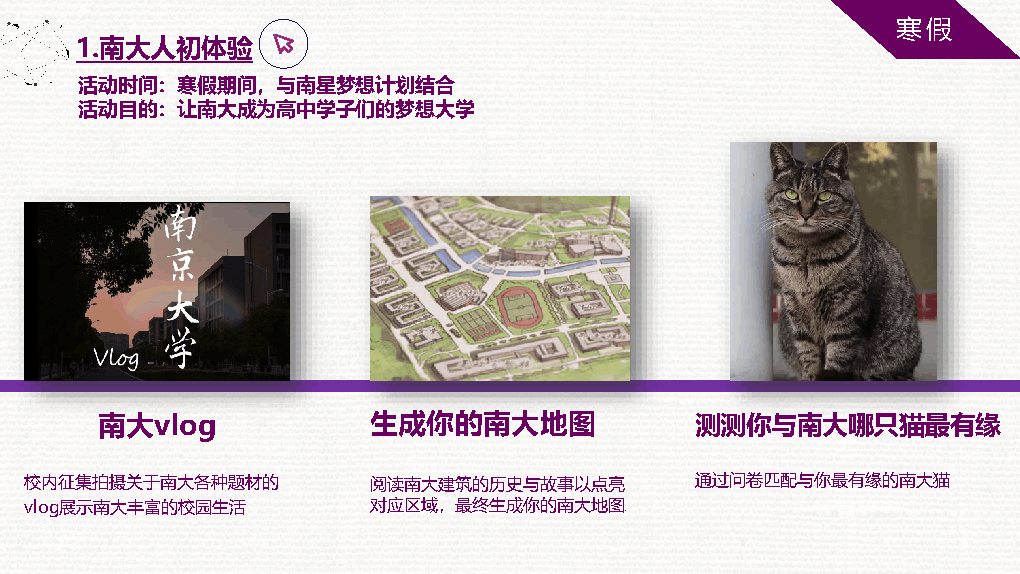 寒假
1.南大人初体验
活动时间：寒假期间，与南星梦想计划结合
活动目的：让南大成为高中学子们的梦想大学
南京大学
Vlog
南大vlog
校内征集拍摄关于南大各种题材的
vlog展示南大丰富的校园生活
生成你的南大地图
阅读南大建筑的历史与故事以点亮
对应区域，最终生成你的南大地图
测测你与南大哪只猫最有缘
通过问卷匹配与你最有缘的南大猫